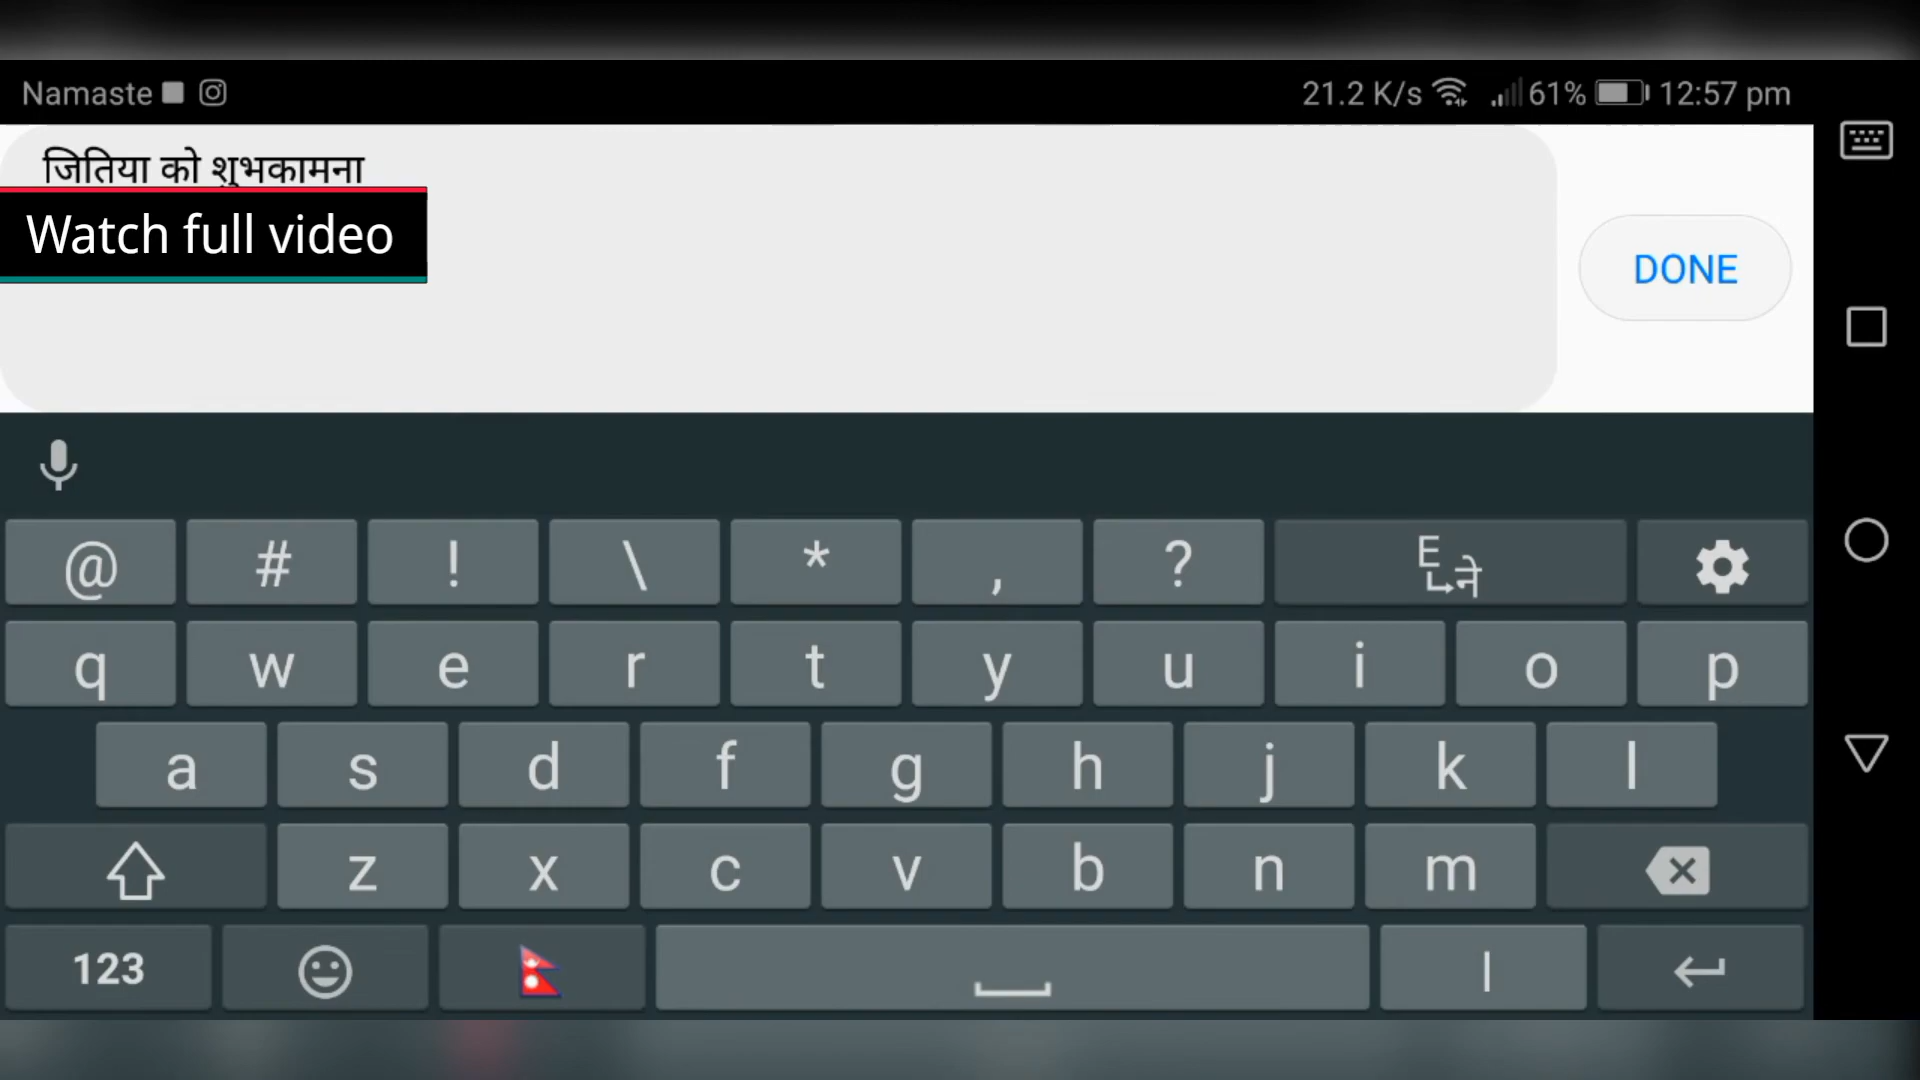 Namaste 21.2 K/s 61% 12:57 pm
जितिया को शुभकामना
Watch full video
DONE
@ # ! \ * , ? E ने
q w e r t y u i o p
a s d f g h j k l
z x c v b n m
123 |